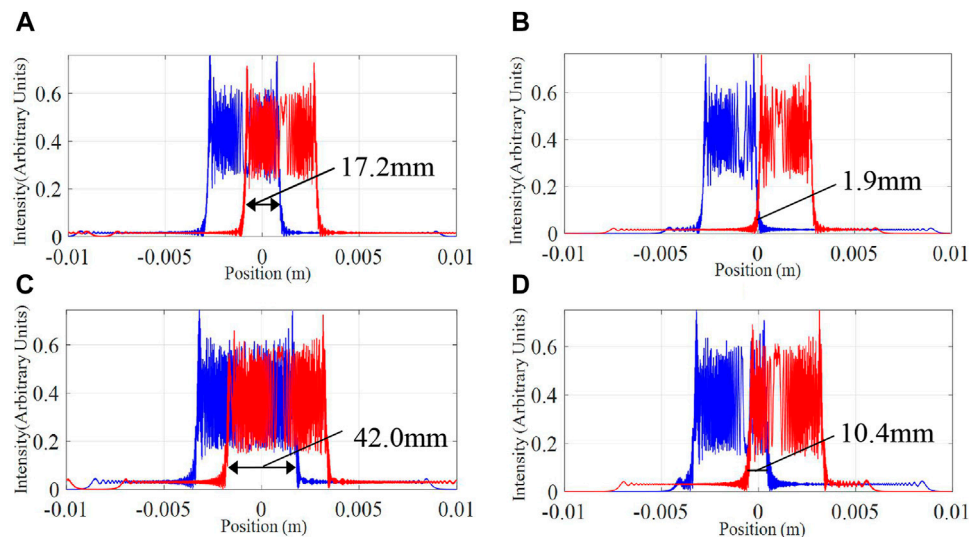 A
Intensity(Arbitrary Units)
0.6
0.4
0.2
0
17.2mm
-0.01 -0.005 0 0.005 0.01
Position (m)
B
Intensity (Arbitrary Units)
0.6
0.4
0.2
0
1.9mm
-0.01 -0.005 0 0.005 0.01
Position (m)
C
Intensity(Arbitrary Units)
0.6
0.4
0.2
0
42.0mm
-0.01 -0.005 0 0.005 0.01
Position (m)
D
Intensity (Arbitrary Units)
0.6
0.4
0.2
0
10.4mm
-0.01 -0.005 0 0.005 0.01
Position (m)